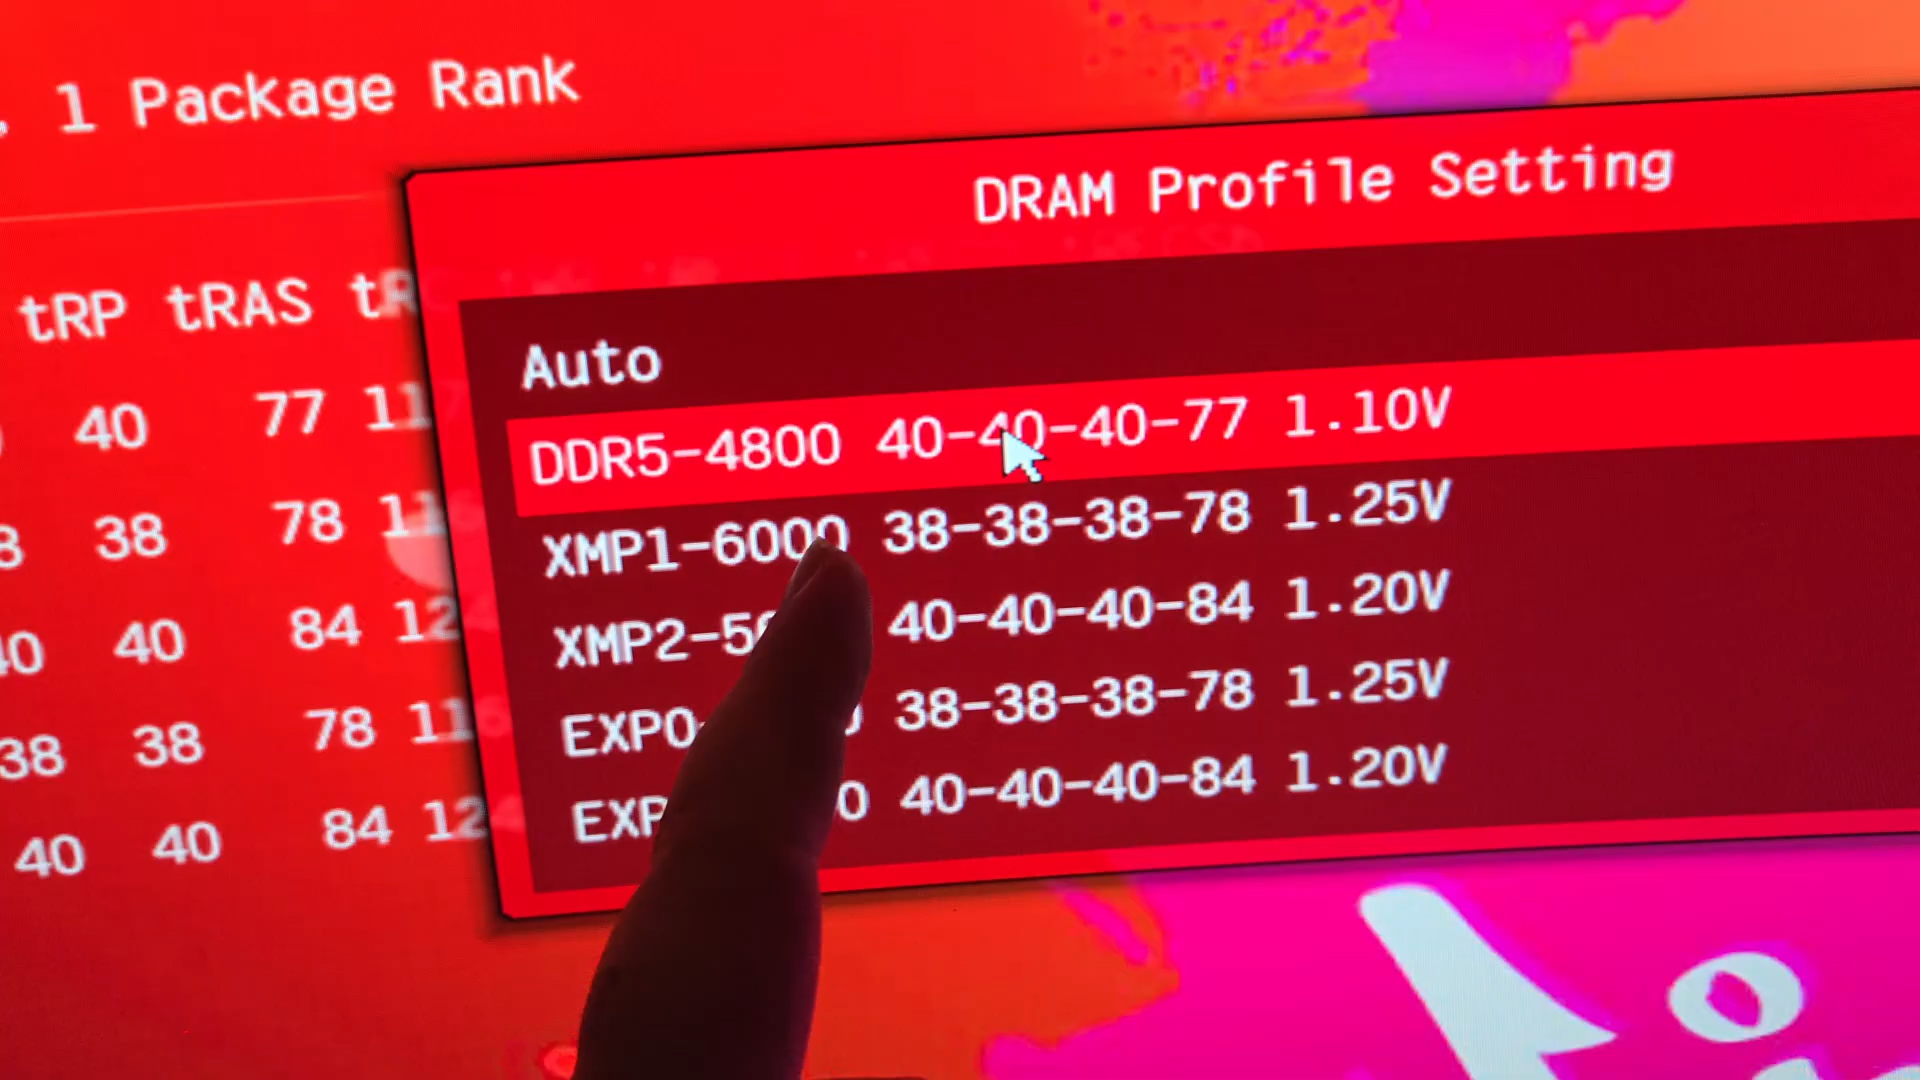 1 Package Rank
DRAM Profile Setting
tRP tRAS
Auto
40 77
DDR5-4800 40-40-40-77 1.10V
38 78
XMP1-6000 38-38-38-78 1.25V
40 84
40-40-40-84 1.20V
38 38 78
38-38-38-78 1.25V
40 40 84
40-40-40-84 1.20V